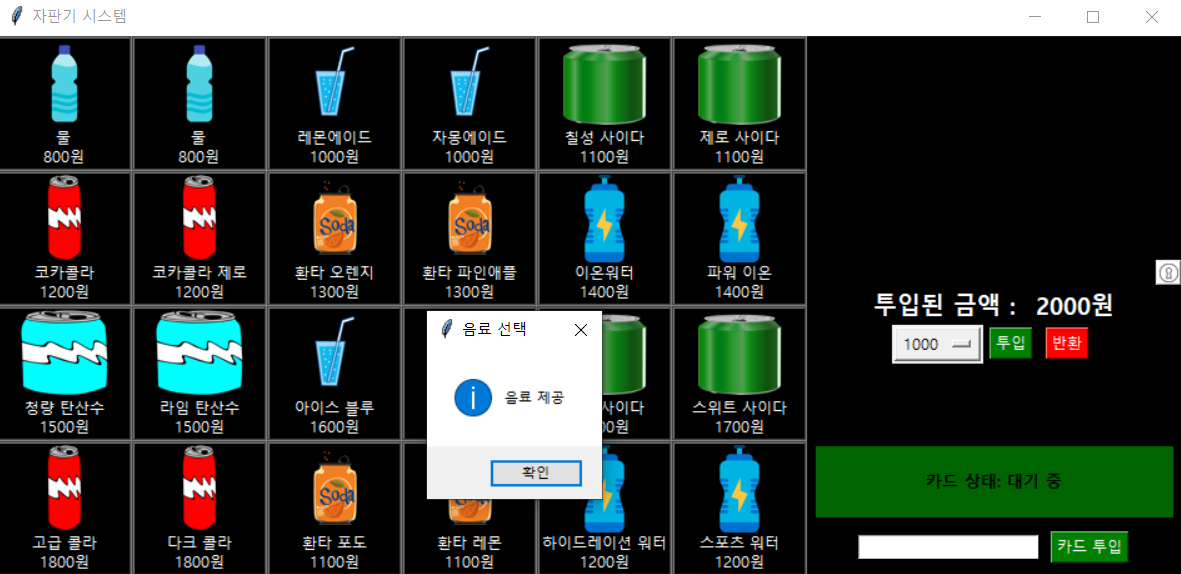 자판기 시스템
물
800원
물
800원
레몬에이드
1000원
자몽에이드
1000원
칠성 사이다
1100원
제로 사이다
1100원
코카콜라
1200원
코카콜라 제로
1200원
Soda
환타 오렌지
1300원
Soda
환타 파인애플
1300원
이온워터
1400원
파워 이온
1400원
투입된 금액 : 2000원
1000
투입
반환
청량 탄산수
1500원
라임 탄산수
1500원
아이스 블루
1600원
음료 선택
음료 제공
확인
사이다
스위트 사이다
1700원
고급 콜라
1800원
다크 콜라
1800원
Soda
환타 포도
1100원
환타 레몬
1100원
하이드레이션 워터
1200원
스포츠 워터
1200원
카드 상태: 대기 중
카드 투입